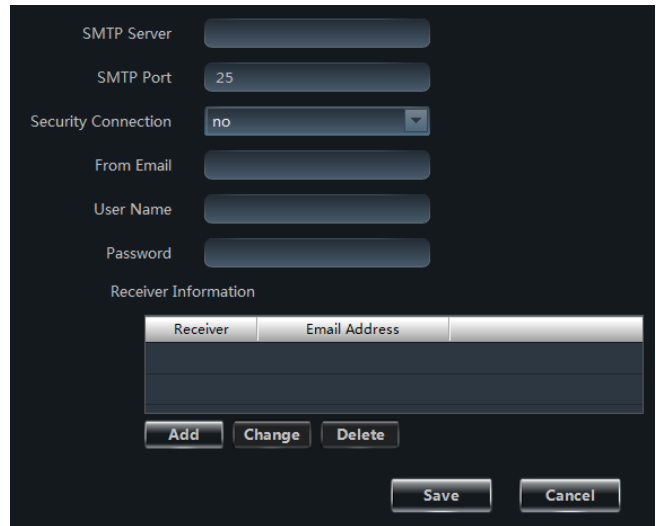 SMTP Server
SMTP Port 25
Security Connection no
From Email
User Name
Password
Receiver Information
Receiver Email Address
Add Change Delete
Save Cancel